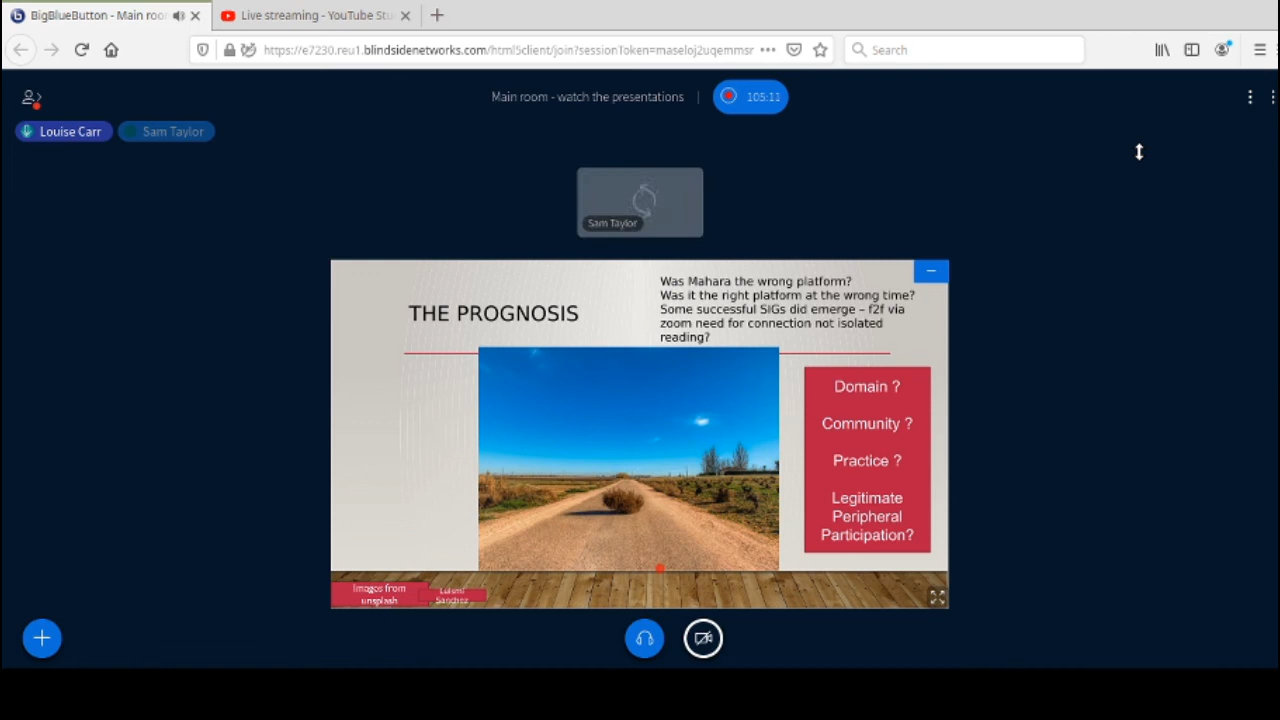 BigBlueButton - Main roo
Live streaming - YouTube Stu
https://e7230.reu1.blindsidenetworks.com/html5client/join?sessionToken=maseloj2uqemmsr
Search
Main room - watch the presentations
105:11
Louise Carr
Sam Taylor
Sam Taylor
Was Mahara the wrong platform?
Was it the right platform at the wrong time?
Some successful SIGs did emerge – f2f via
zoom need for connection not isolated
reading?
THE PROGNOSIS
Domain ?
Community ?
Practice ?
Legitimate
Peripheral
Participation?
Images from
unsplash
Sanchez